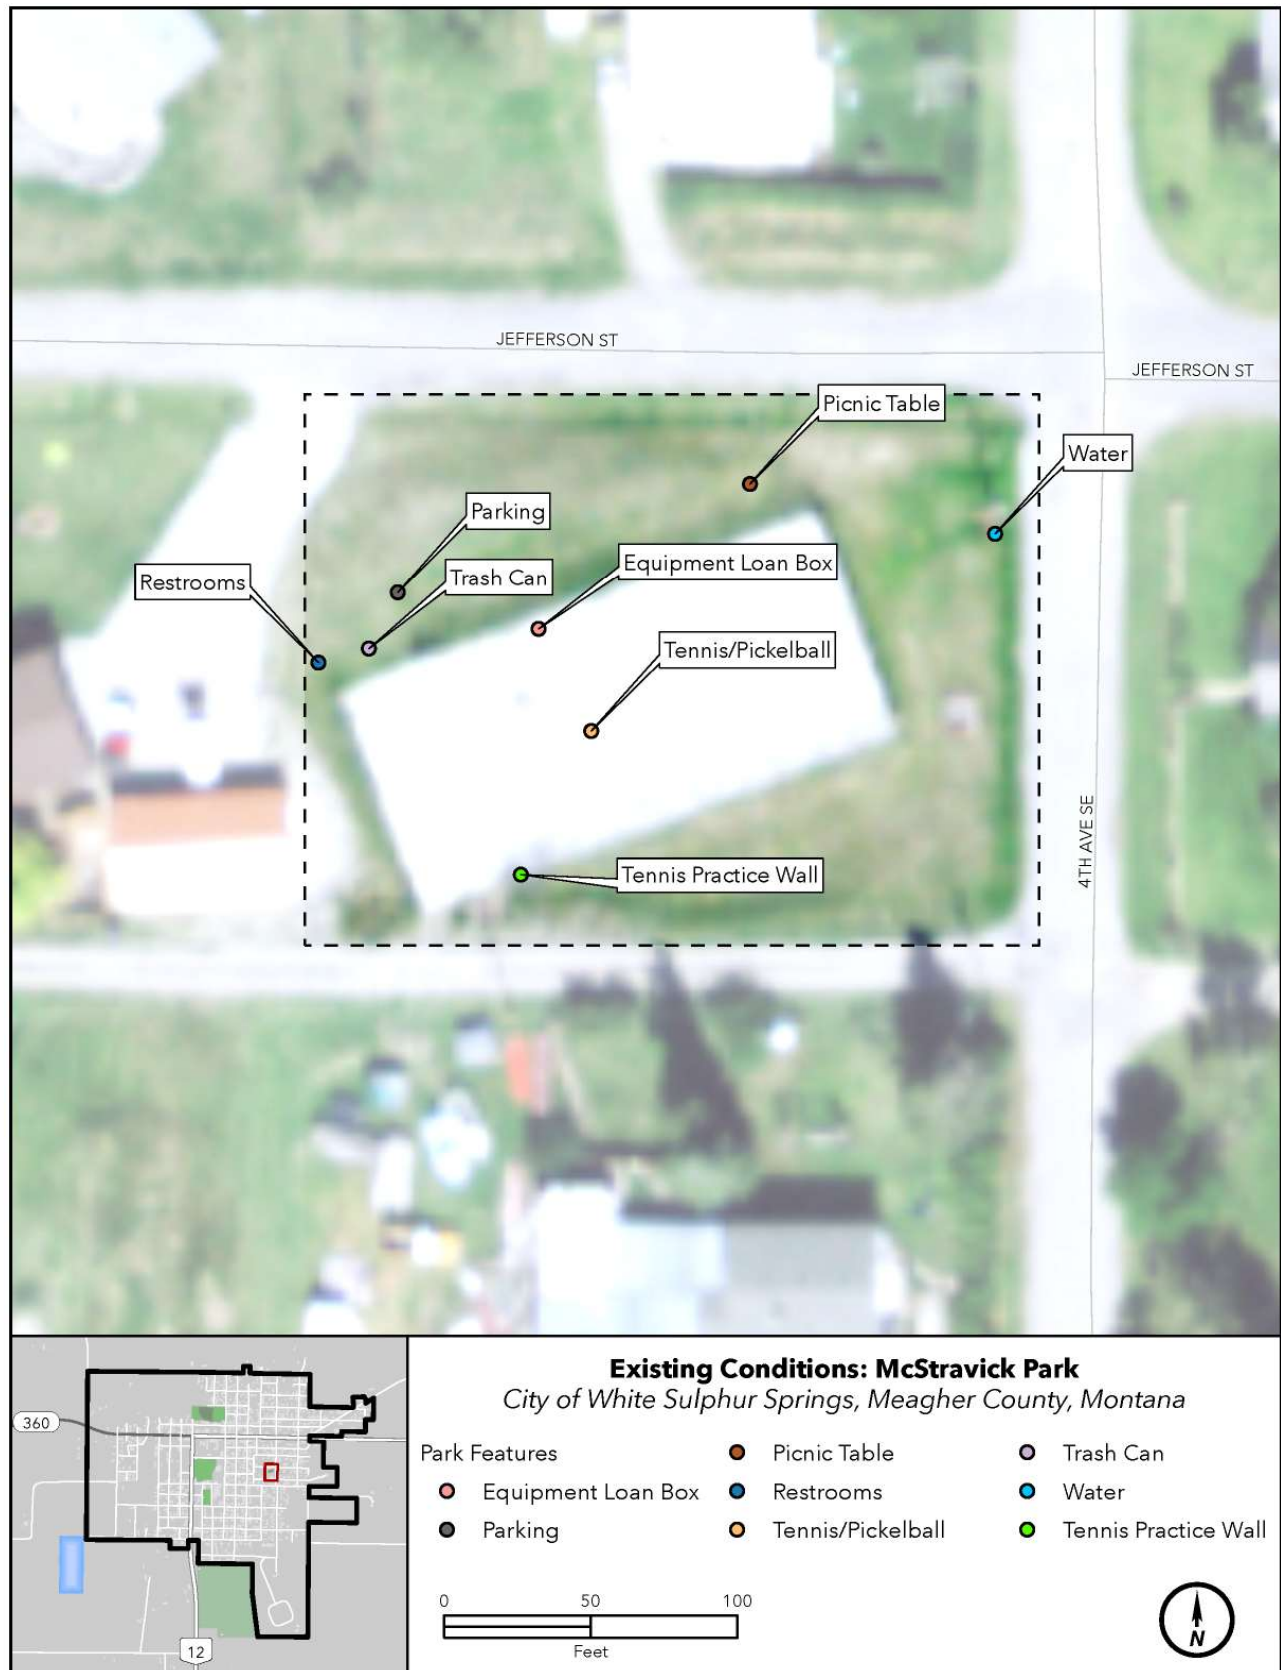 JEFFERSON ST
JEFFERSON ST
Picnic Table
Water
Parking
Equipment Loan Box
Trash Can
Restrooms
Tennis/Pickelball
4TH AVE SE
Tennis Practice Wall
360
12
Existing Conditions: McStravick Park
City of White Sulphur Springs, Meagher County, Montana
Park Features
Equipment Loan Box
Parking
Picnic Table
Restrooms
Tennis/Pickelball
Trash Can
Water
Tennis Practice Wall
0 50 100
Feet
N